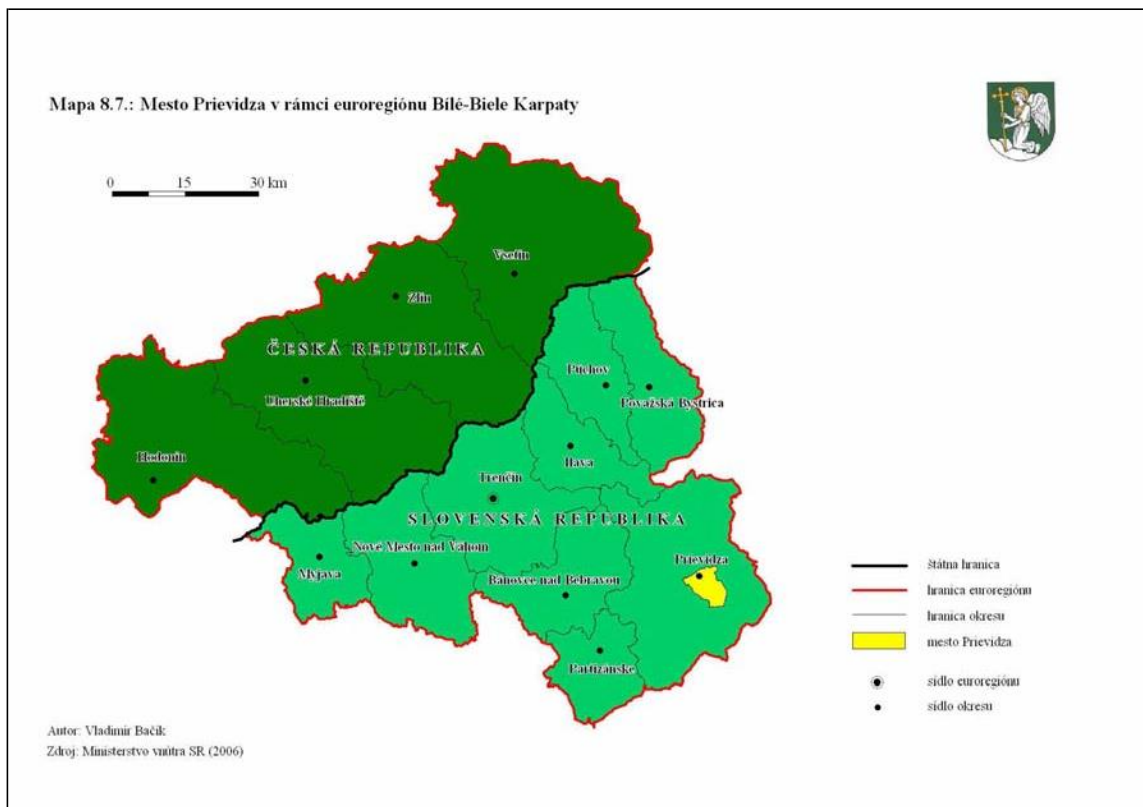 Mapa 8.7.: Mesto Prievidza v rámci euroregiónu Bílé-Biele Karpaty
0 15 30 km
Vsetín
Zlín
ČESKÁ REPUBLIKA
Púchov
Uherské Hradiště
Považská Bystrica
Hodonín
Ilava
Trenčín
SLOVENSKÁ REPUBLIKA
Nové Mesto nad Váhom
Prievidza
Myjava
Bánovce nad Bebravou
Partizánske
štátna hranica
hranica euroregiónu
hranica okresu
mesto Prievidza
sídlo euroregiónu
sídlo okresu
Autor: Vladimír Bačík
Zdroj: Ministerstvo vnútra SR (2006)